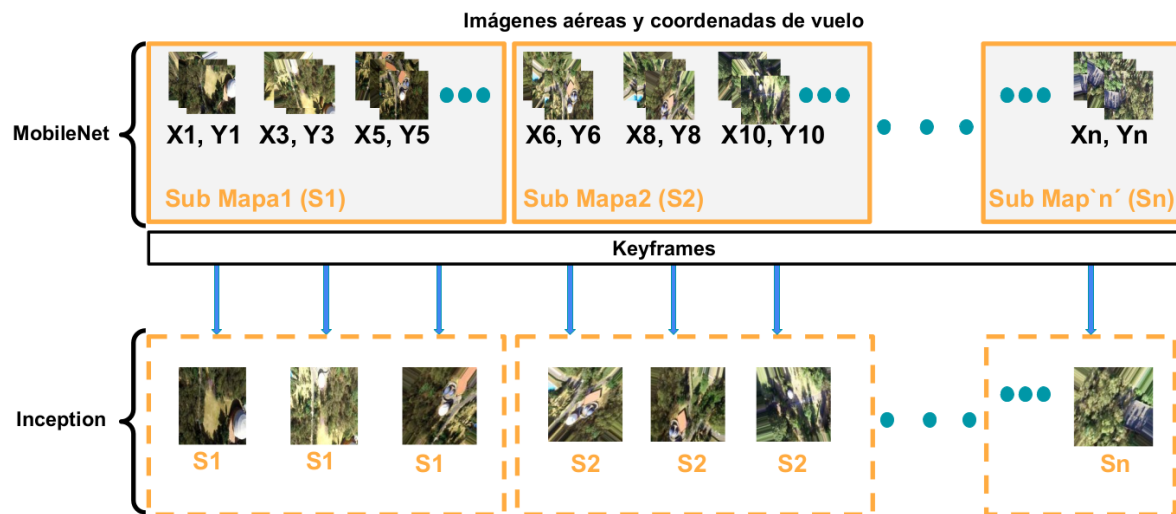 Imágenes aéreas y coordenadas de vuelo
MobileNet
X1, Y1 X3, Y3 X5, Y5
X6, Y6 X8, Y8 X10, Y10
Xn, Yn
Sub Mapa1 (S1)
Sub Mapa2 (S2)
Sub Map`n´ (Sn)
Keyframes
Inception
S1 S1 S1 S2 S2 S2 Sn